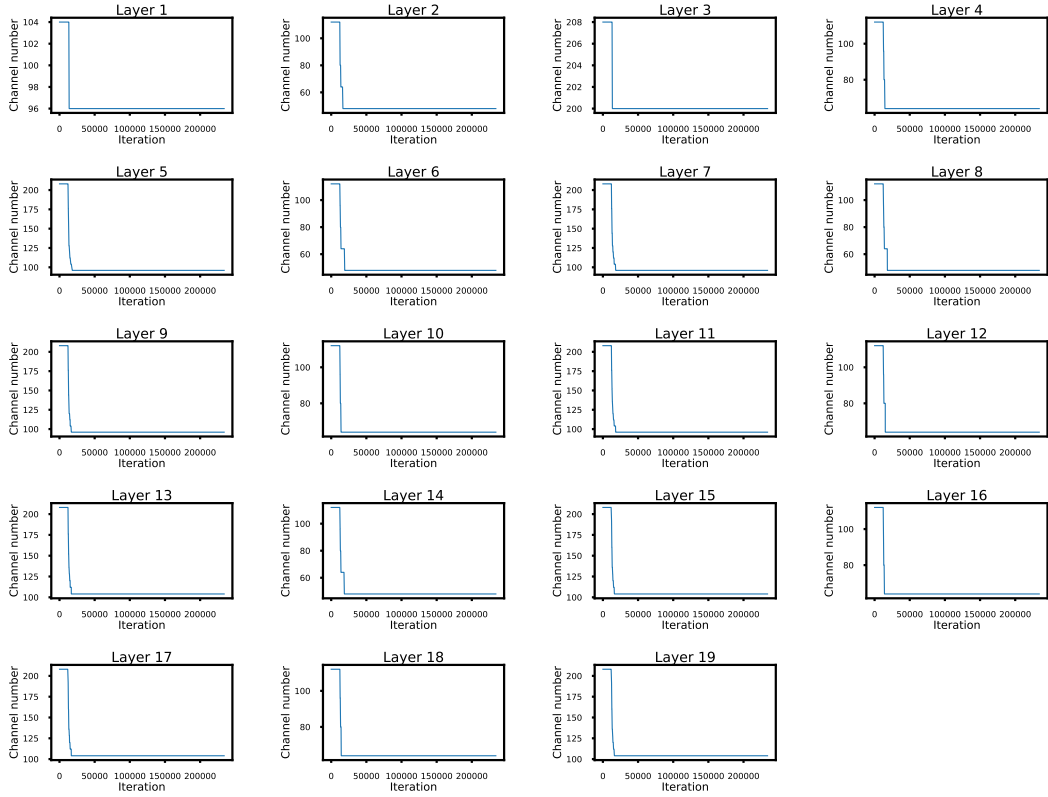 Layer 1
Channel number
104
102
100
98
96
0 50000 100000 150000 200000
Iteration
Layer 2
Channel number
100
80
60
0 50000 100000 150000 200000
Iteration
Layer 3
Channel number
208
206
204
202
200
0 50000 100000 150000 200000
Iteration
Layer 4
Channel number
100
80
0 50000 100000 150000 200000
Iteration
Layer 5
Channel number
200
175
150
125
100
0 50000 100000 150000 200000
Iteration
Layer 6
Channel number
100
80
60
0 50000 100000 150000 200000
Iteration
Layer 7
Channel number
200
175
150
125
100
0 50000 100000 150000 200000
Iteration
Layer 8
Channel number
100
80
60
0 50000 100000 150000 200000
Iteration
Layer 9
Channel number
200
175
150
125
100
0 50000 100000 150000 200000
Iteration
Layer 10
Channel number
100
80
0 50000 100000 150000 200000
Iteration
Layer 11
Channel number
200
175
150
125
100
0 50000 100000 150000 200000
Iteration
Layer 12
Channel number
100
80
0 50000 100000 150000 200000
Iteration
Layer 13
Channel number
200
175
150
125
100
0 50000 100000 150000 200000
Iteration
Layer 14
Channel number
100
80
60
0 50000 100000 150000 200000
Iteration
Layer 15
Channel number
200
175
150
125
100
0 50000 100000 150000 200000
Iteration
Layer 16
Channel number
100
80
0 50000 100000 150000 200000
Iteration
Layer 17
Channel number
200
175
150
125
100
0 50000 100000 150000 200000
Iteration
Layer 18
Channel number
100
80
0 50000 100000 150000 200000
Iteration
Layer 19
Channel number
200
175
150
125
100
0 50000 100000 150000 200000
Iteration